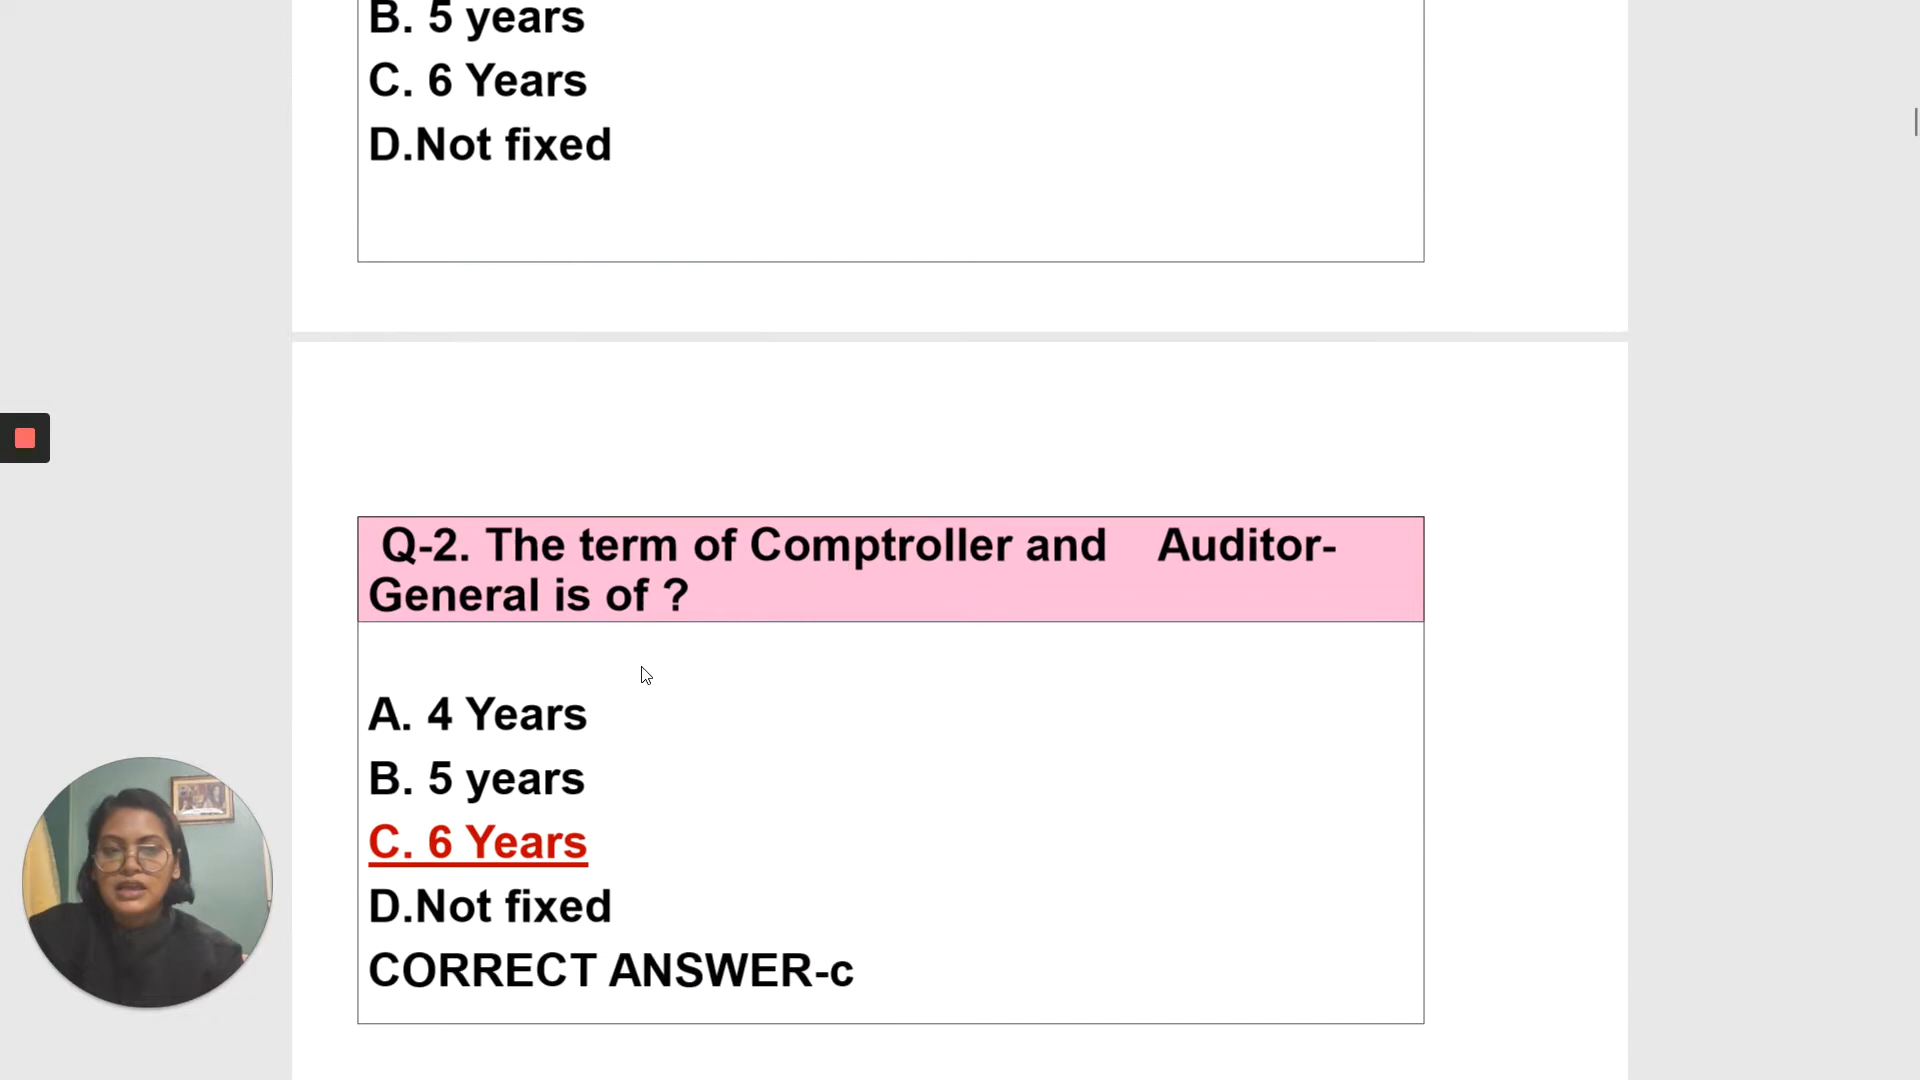 B. 5 years
C. 6 Years
D.Not fixed
Q-2. The term of Comptroller and Auditor-
General is of ?
A. 4 Years
B. 5 years
C. 6 Years
D.Not fixed
CORRECT ANSWER-c